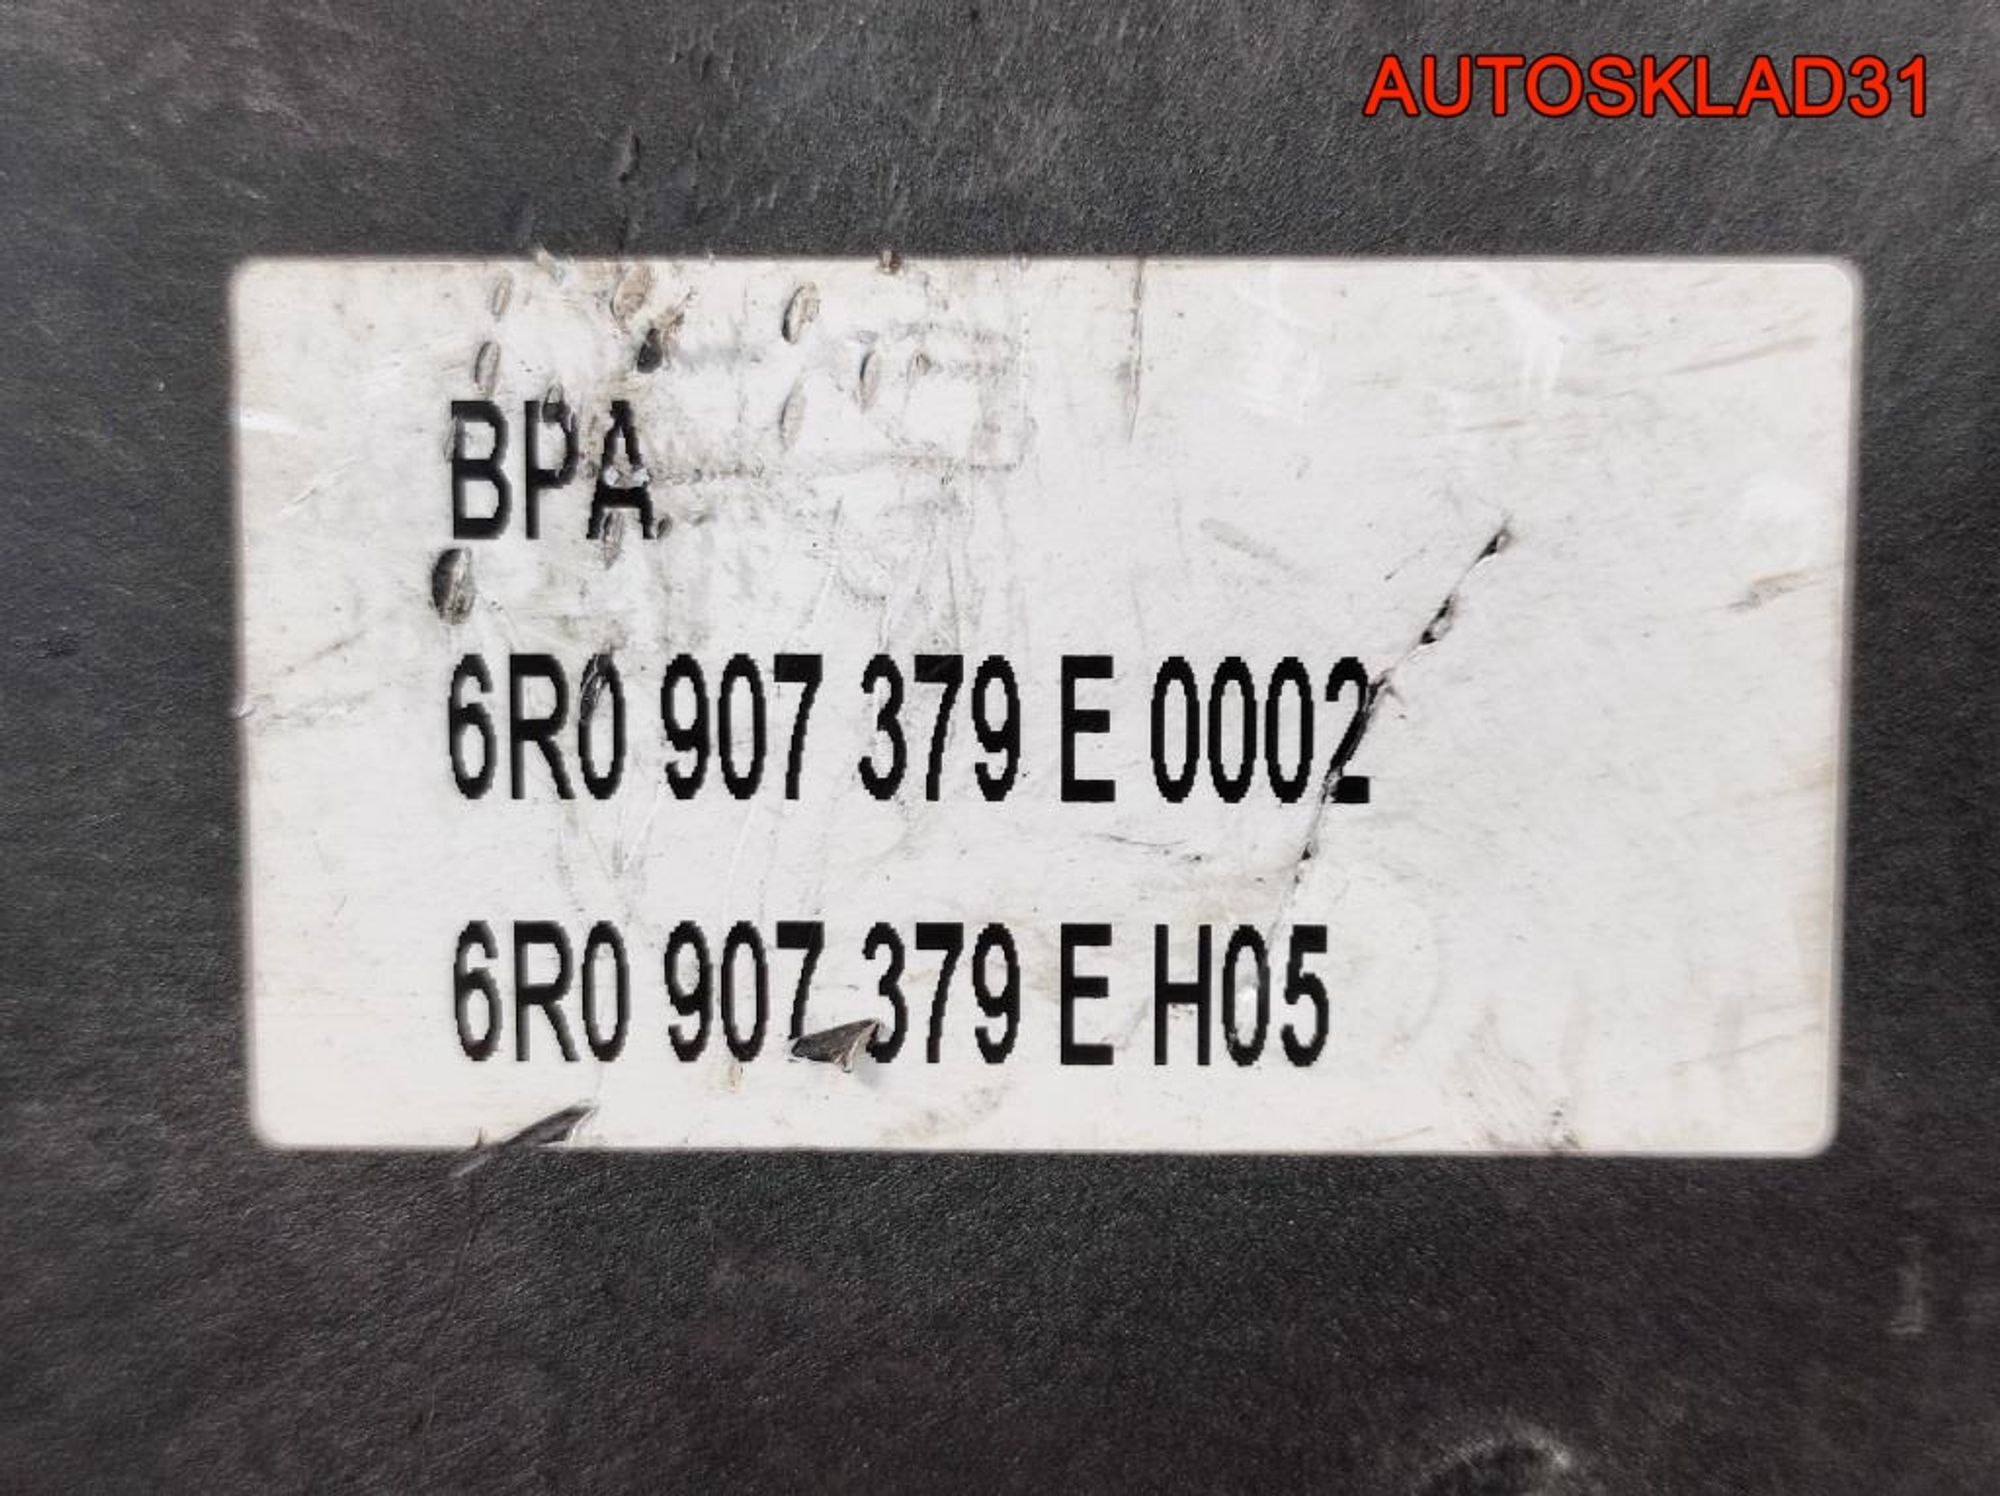 AUTOSKLAD31
BPA
6R0 907 379 E 0002
6R0 907 379 E H05